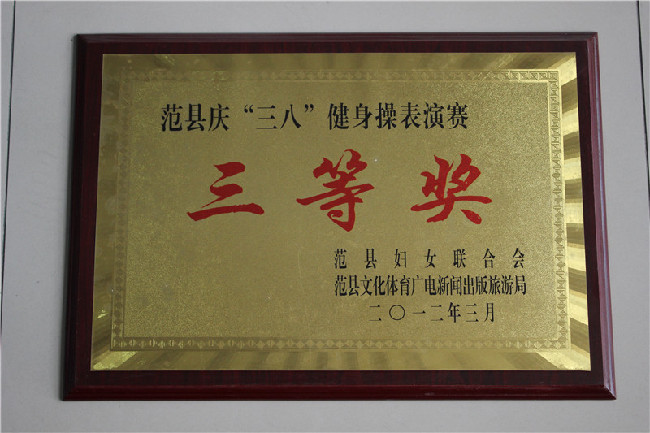 范县庆“三八”健身操表演赛
三等奖
范县妇女联合会
范县文化体育广电新闻出版旅游局
二〇一二年三月